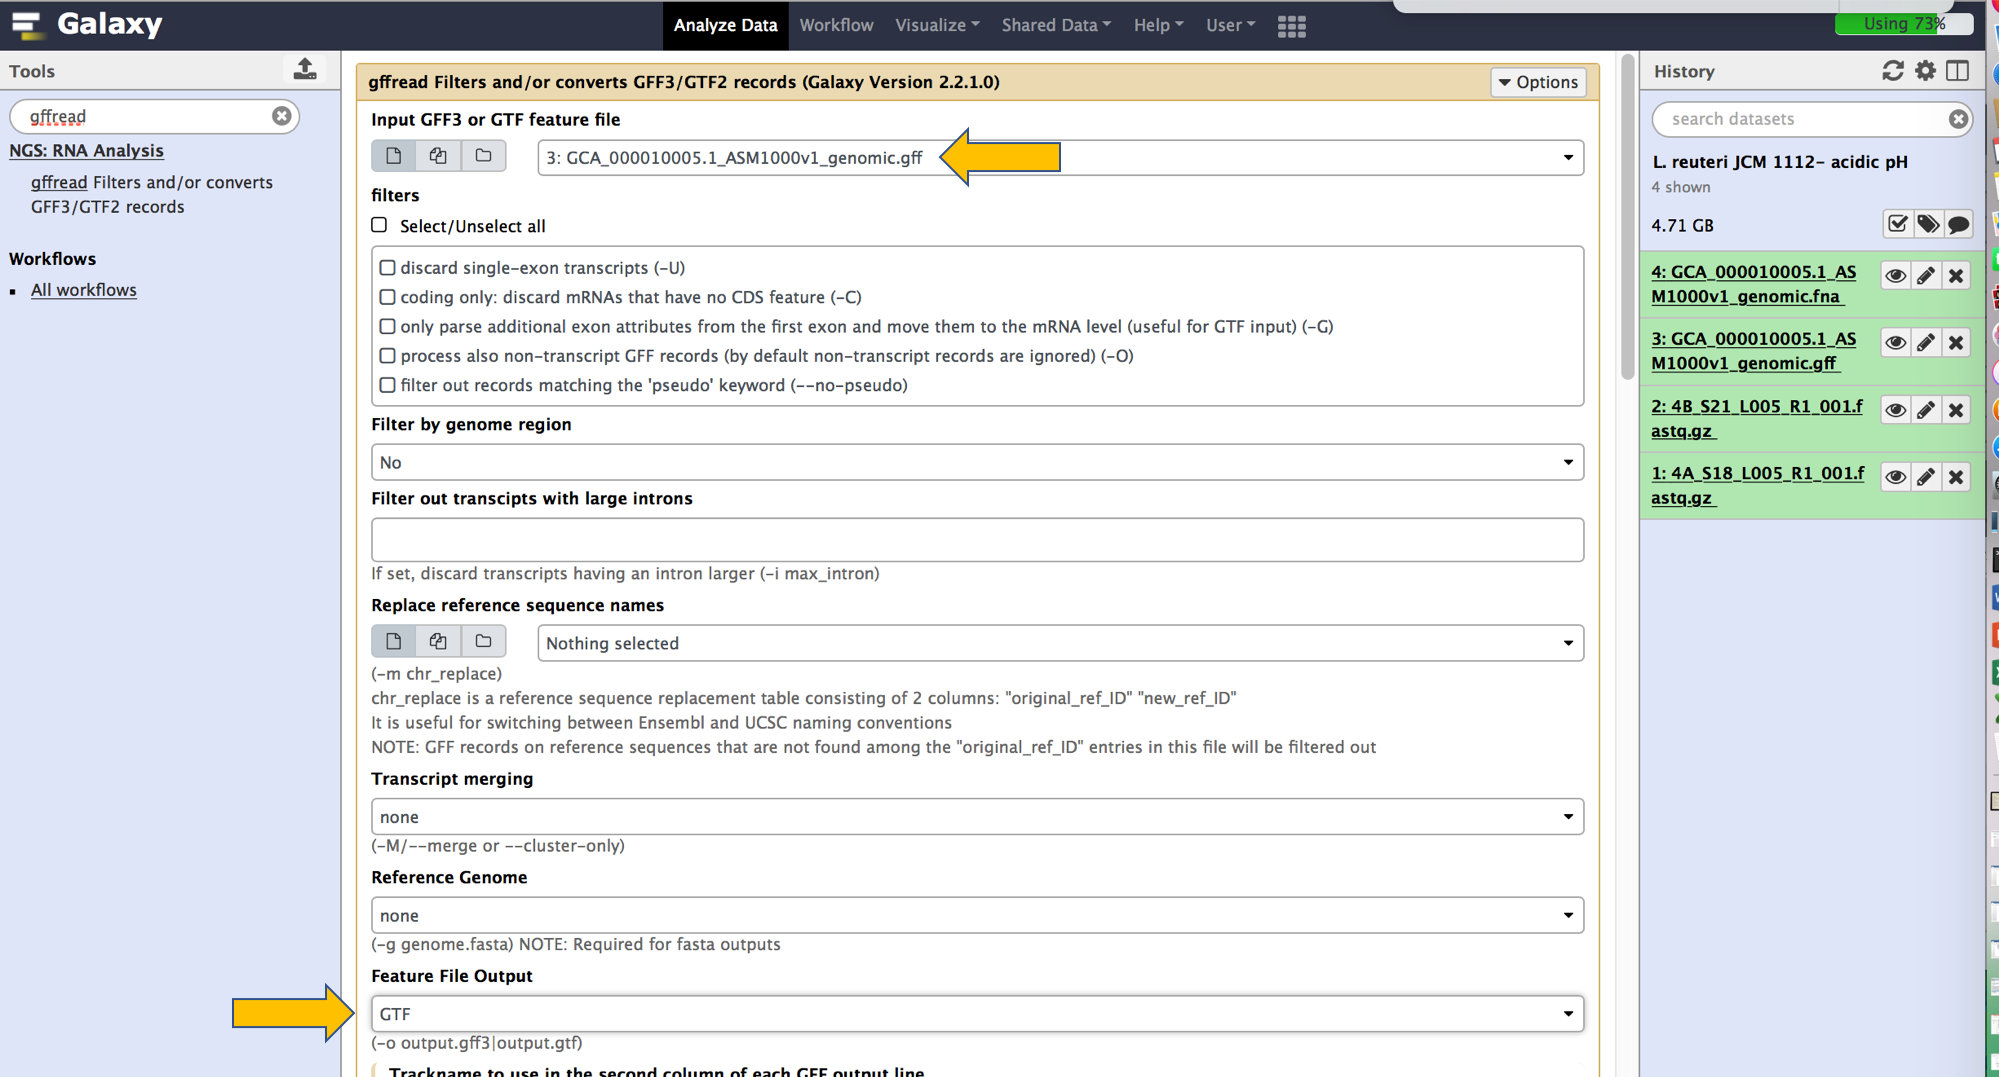 Galaxy
Analyze Data
Workflow
Visualize
Shared Data
Help
User
Using 73%
Tools
gffread
NGS: RNA Analysis
gffread Filters and/or converts
GFF3/GTF2 records
Workflows
All workflows
gffread Filters and/or converts GFF3/GTF2 records (Galaxy Version 2.2.1.0)
Options
Input GFF3 or GTF feature file
3: GCA_000010005.1_ASM1000v1_genomic.gff
filters
Select/Unselect all
discard single-exon transcripts (-U)
coding only: discard mRNAs that have no CDS feature (-C)
only parse additional exon attributes from the first exon and move them to the mRNA level (useful for GTF input) (-G)
process also non-transcript GFF records (by default non-transcript records are ignored) (-O)
filter out records matching the 'pseudo' keyword (--no-pseudo)
Filter by genome region
No
Filter out transcipts with large introns
If set, discard transcripts having an intron larger (-i max_intron)
Replace reference sequence names
Nothing selected
(-m chr_replace)
chr_replace is a reference sequence replacement table consisting of 2 columns: "original_ref_ID" "new_ref_ID"
It is useful for switching between Ensembl and UCSC naming conventions
NOTE: GFF records on reference sequences that are not found among the "original_ref_ID" entries in this file will be filtered out
Transcript merging
none
(-M/--merge or --cluster-only)
Reference Genome
none
(-g genome.fasta) NOTE: Required for fasta outputs
Feature File Output
GTF
(-o output.gff3|output.gtf)
Trackname to use in the second column of each GFF output line
History
search datasets
L. reuteri JCM 1112- acidic pH
4 shown
4.71 GB
4: GCA_000010005.1_AS
M1000v1_genomic.fna
3: GCA_000010005.1_AS
M1000v1_genomic.gff
2: 4B_S21_L005_R1_001.f
astq.gz
1: 4A_S18_L005_R1_001.f
astq.gz